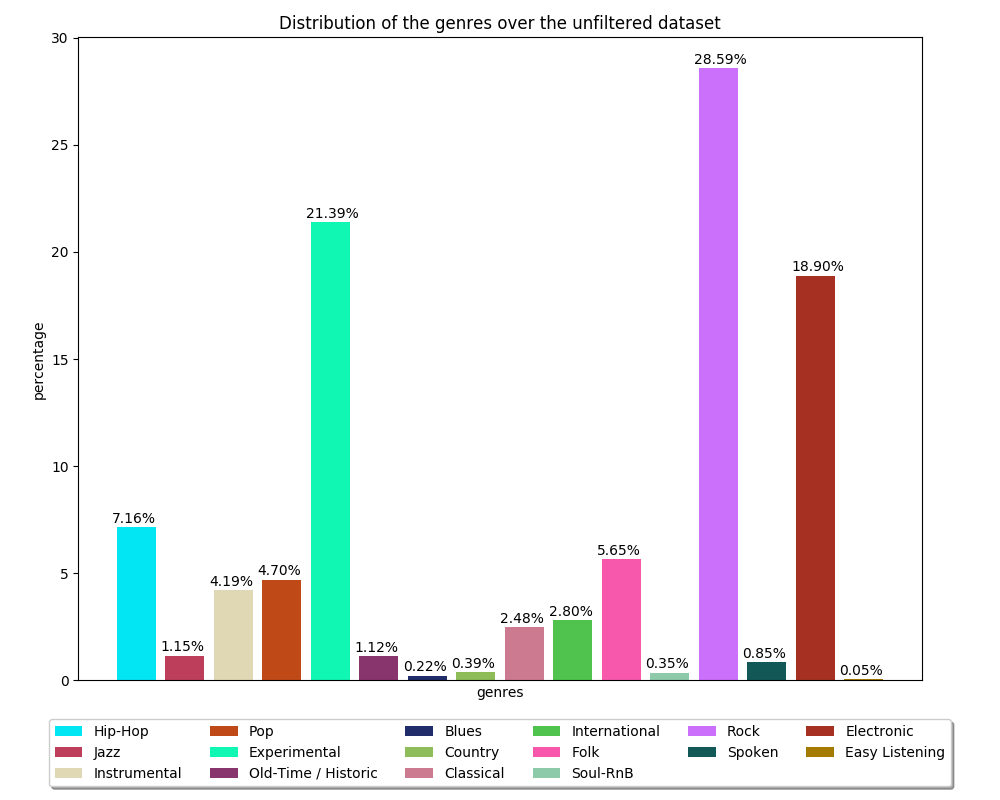 Distribution of the genres over the unfiltered dataset
30
25
20
15
10
5
0
percentage
7.16%
1.15%
4.19%
4.70%
21.39%
1.12%
0.22%
0.39%
2.48%
2.80%
5.65%
0.35%
28.59%
0.85%
18.90%
0.05%
genres
Hip-Hop
Jazz
Instrumental
Pop
Experimental
Old-Time / Historic
Blues
Country
Classical
International
Folk
Soul-RnB
Rock
Spoken
Electronic
Easy Listening